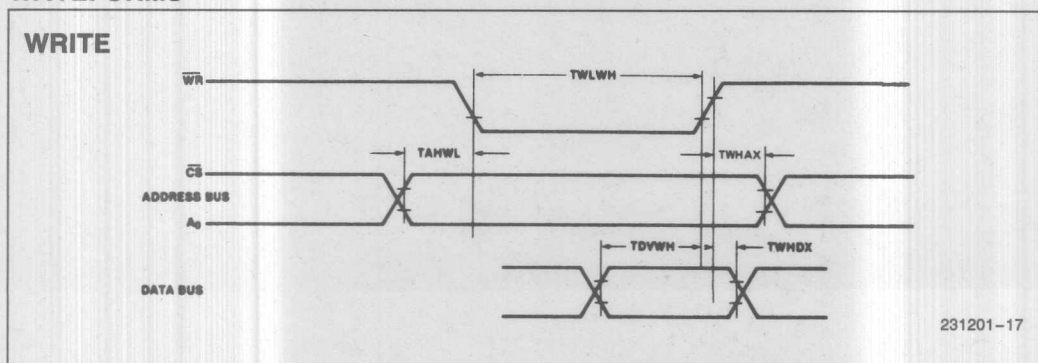 WRITE
WR
TWLWH
TAHWL
TWHAX
CS
ADDRESS BUS
A0
TDVWH
TWHDX
DATA BUS
231201-17